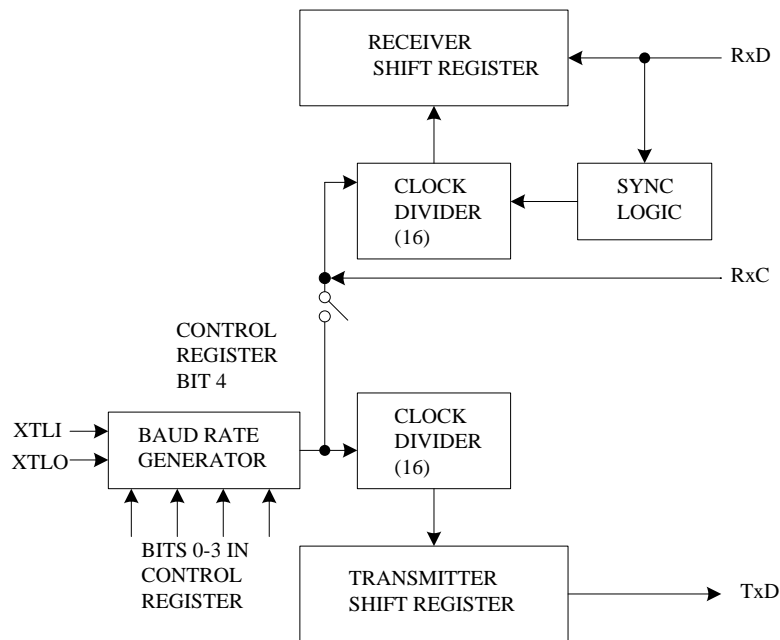 RECEIVER
SHIFT REGISTER
RxD
CLOCK
DIVIDER
(16)
SYNC
LOGIC
RxC
CONTROL
REGISTER
BIT 4
CLOCK
DIVIDER
(16)
XTLI
XTLO
BAUD RATE
GENERATOR
BITS 0-3 IN
CONTROL
REGISTER
TRANSMITTER
SHIFT REGISTER
TxD